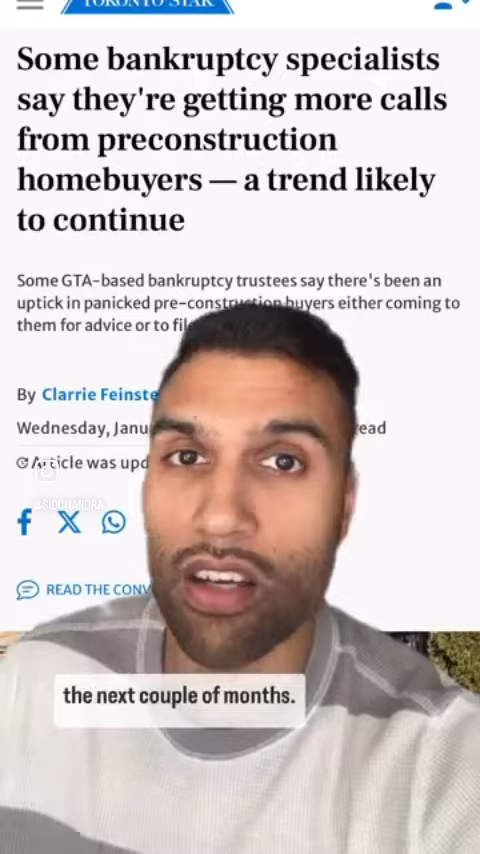 TORONTO STAR
Some bankruptcy specialists
say they're getting more calls
from preconstruction
homebuyers — a trend likely
to continue
Some GTA-based bankruptcy trustees say there's been an
uptick in panicked pre-construction buyers either coming to
them for advice or to fil
By Clarrie Feinste
Wednesday, Janu
ead
Article was upd
@SIDCHANDRA
READ THE CONV
the next couple of months.